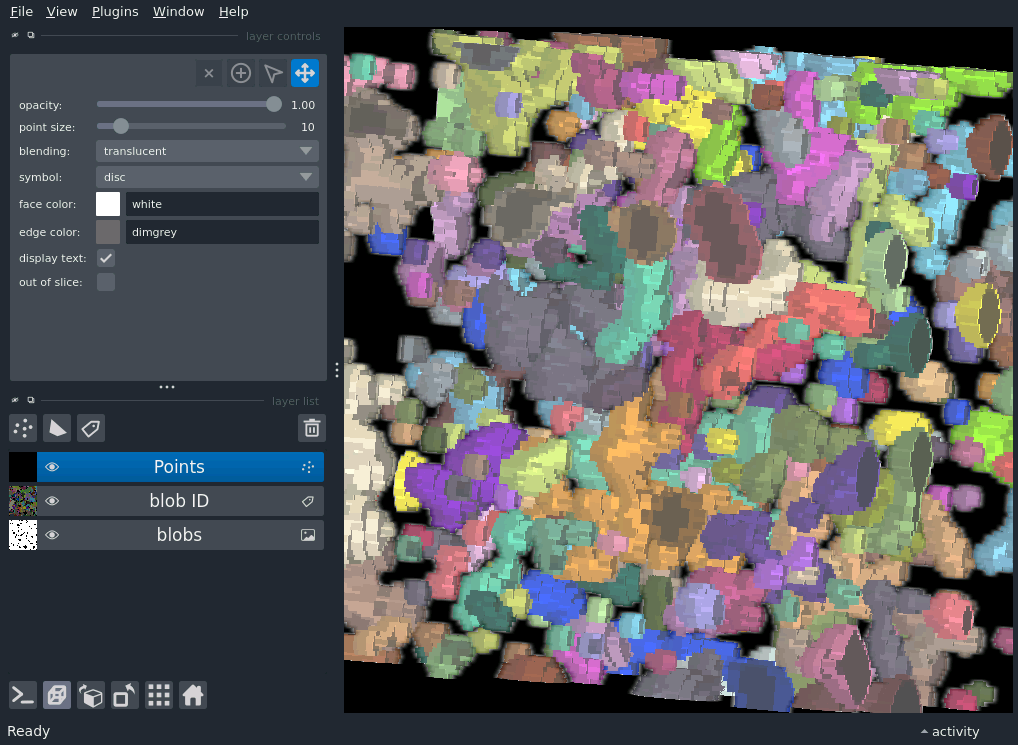 File View Plugins Window Help
layer controls
opacity: 1.00
point size: 10
blending: translucent
symbol: disc
face color: white
edge color: dimgrey
display text:
out of slice:
layer list
Points
blob ID
blobs
Ready activity